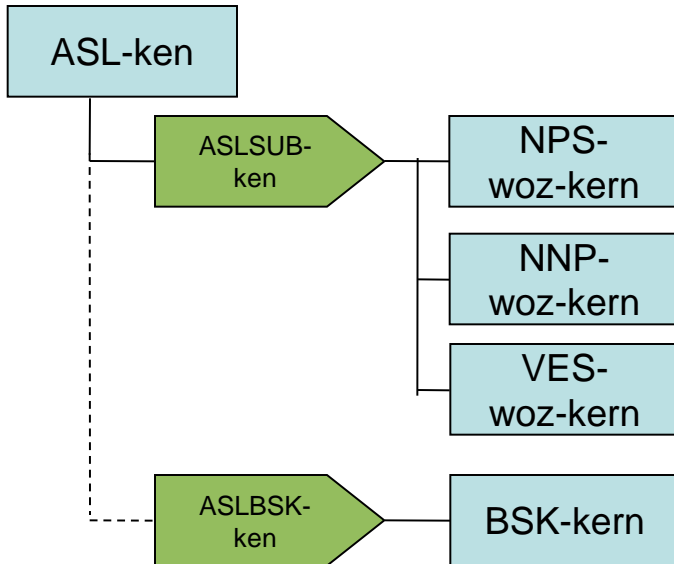 ASL-ken
ASLSUB-
ken
NPS-
woz-kern
NNP-
woz-kern
VES-
woz-kern
ASLBSK-
ken
BSK-kern